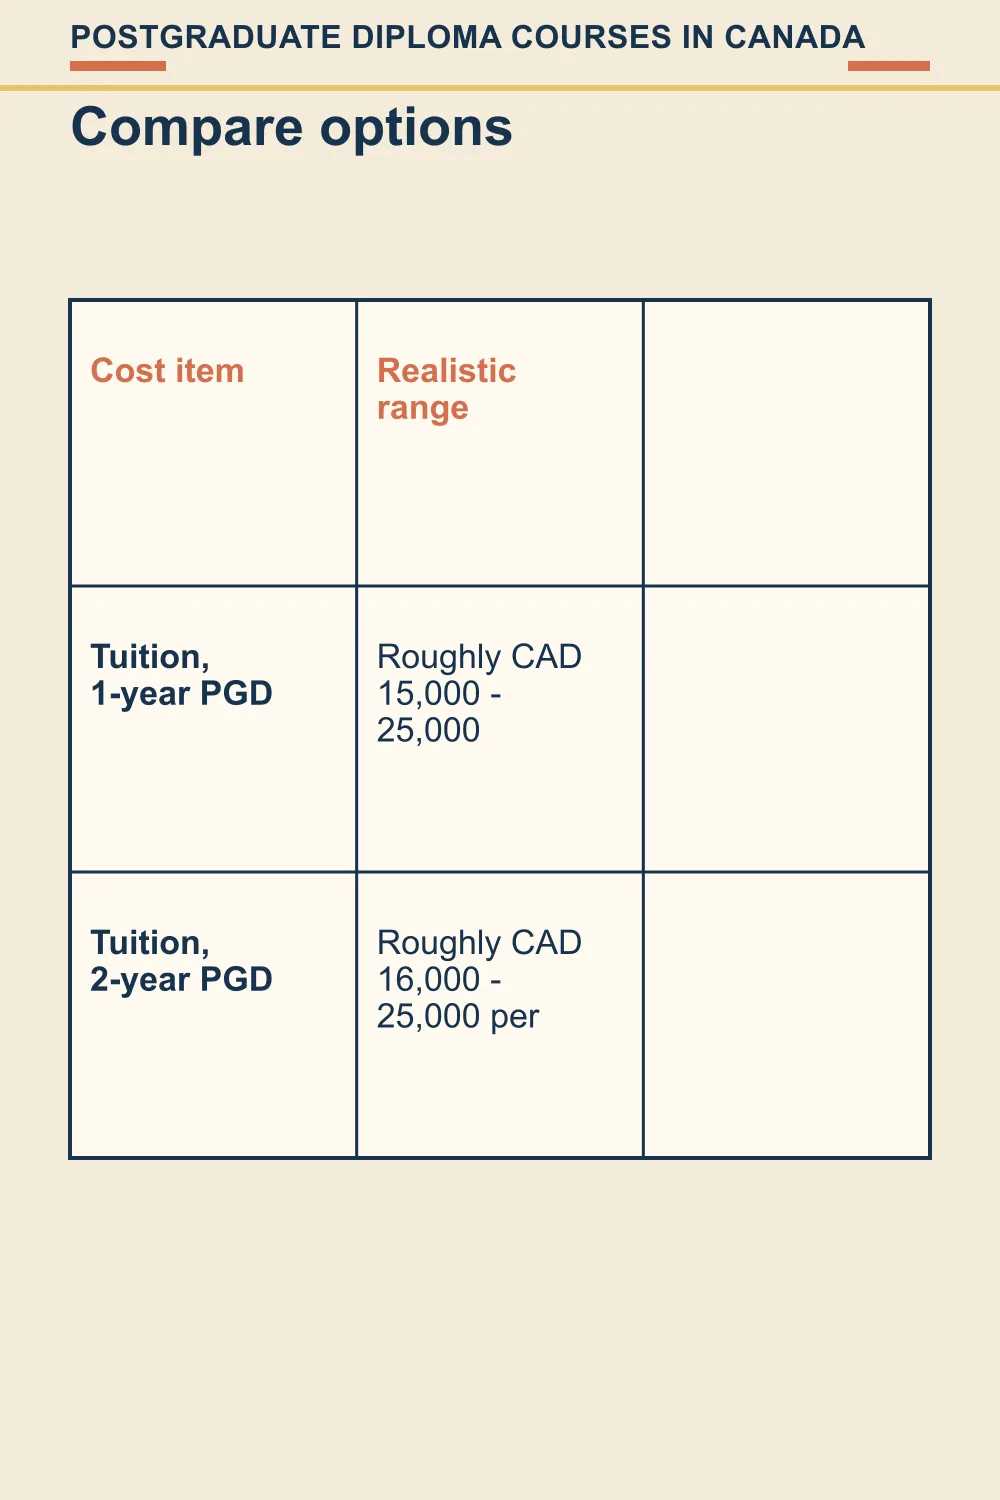 POSTGRADUATE DIPLOMA COURSES IN CANADA
Compare options
Cost item
Realistic
range
Tuition,
1-year PGD
Roughly CAD
15,000 -
25,000
Tuition,
2-year PGD
Roughly CAD
16,000 -
25,000 per